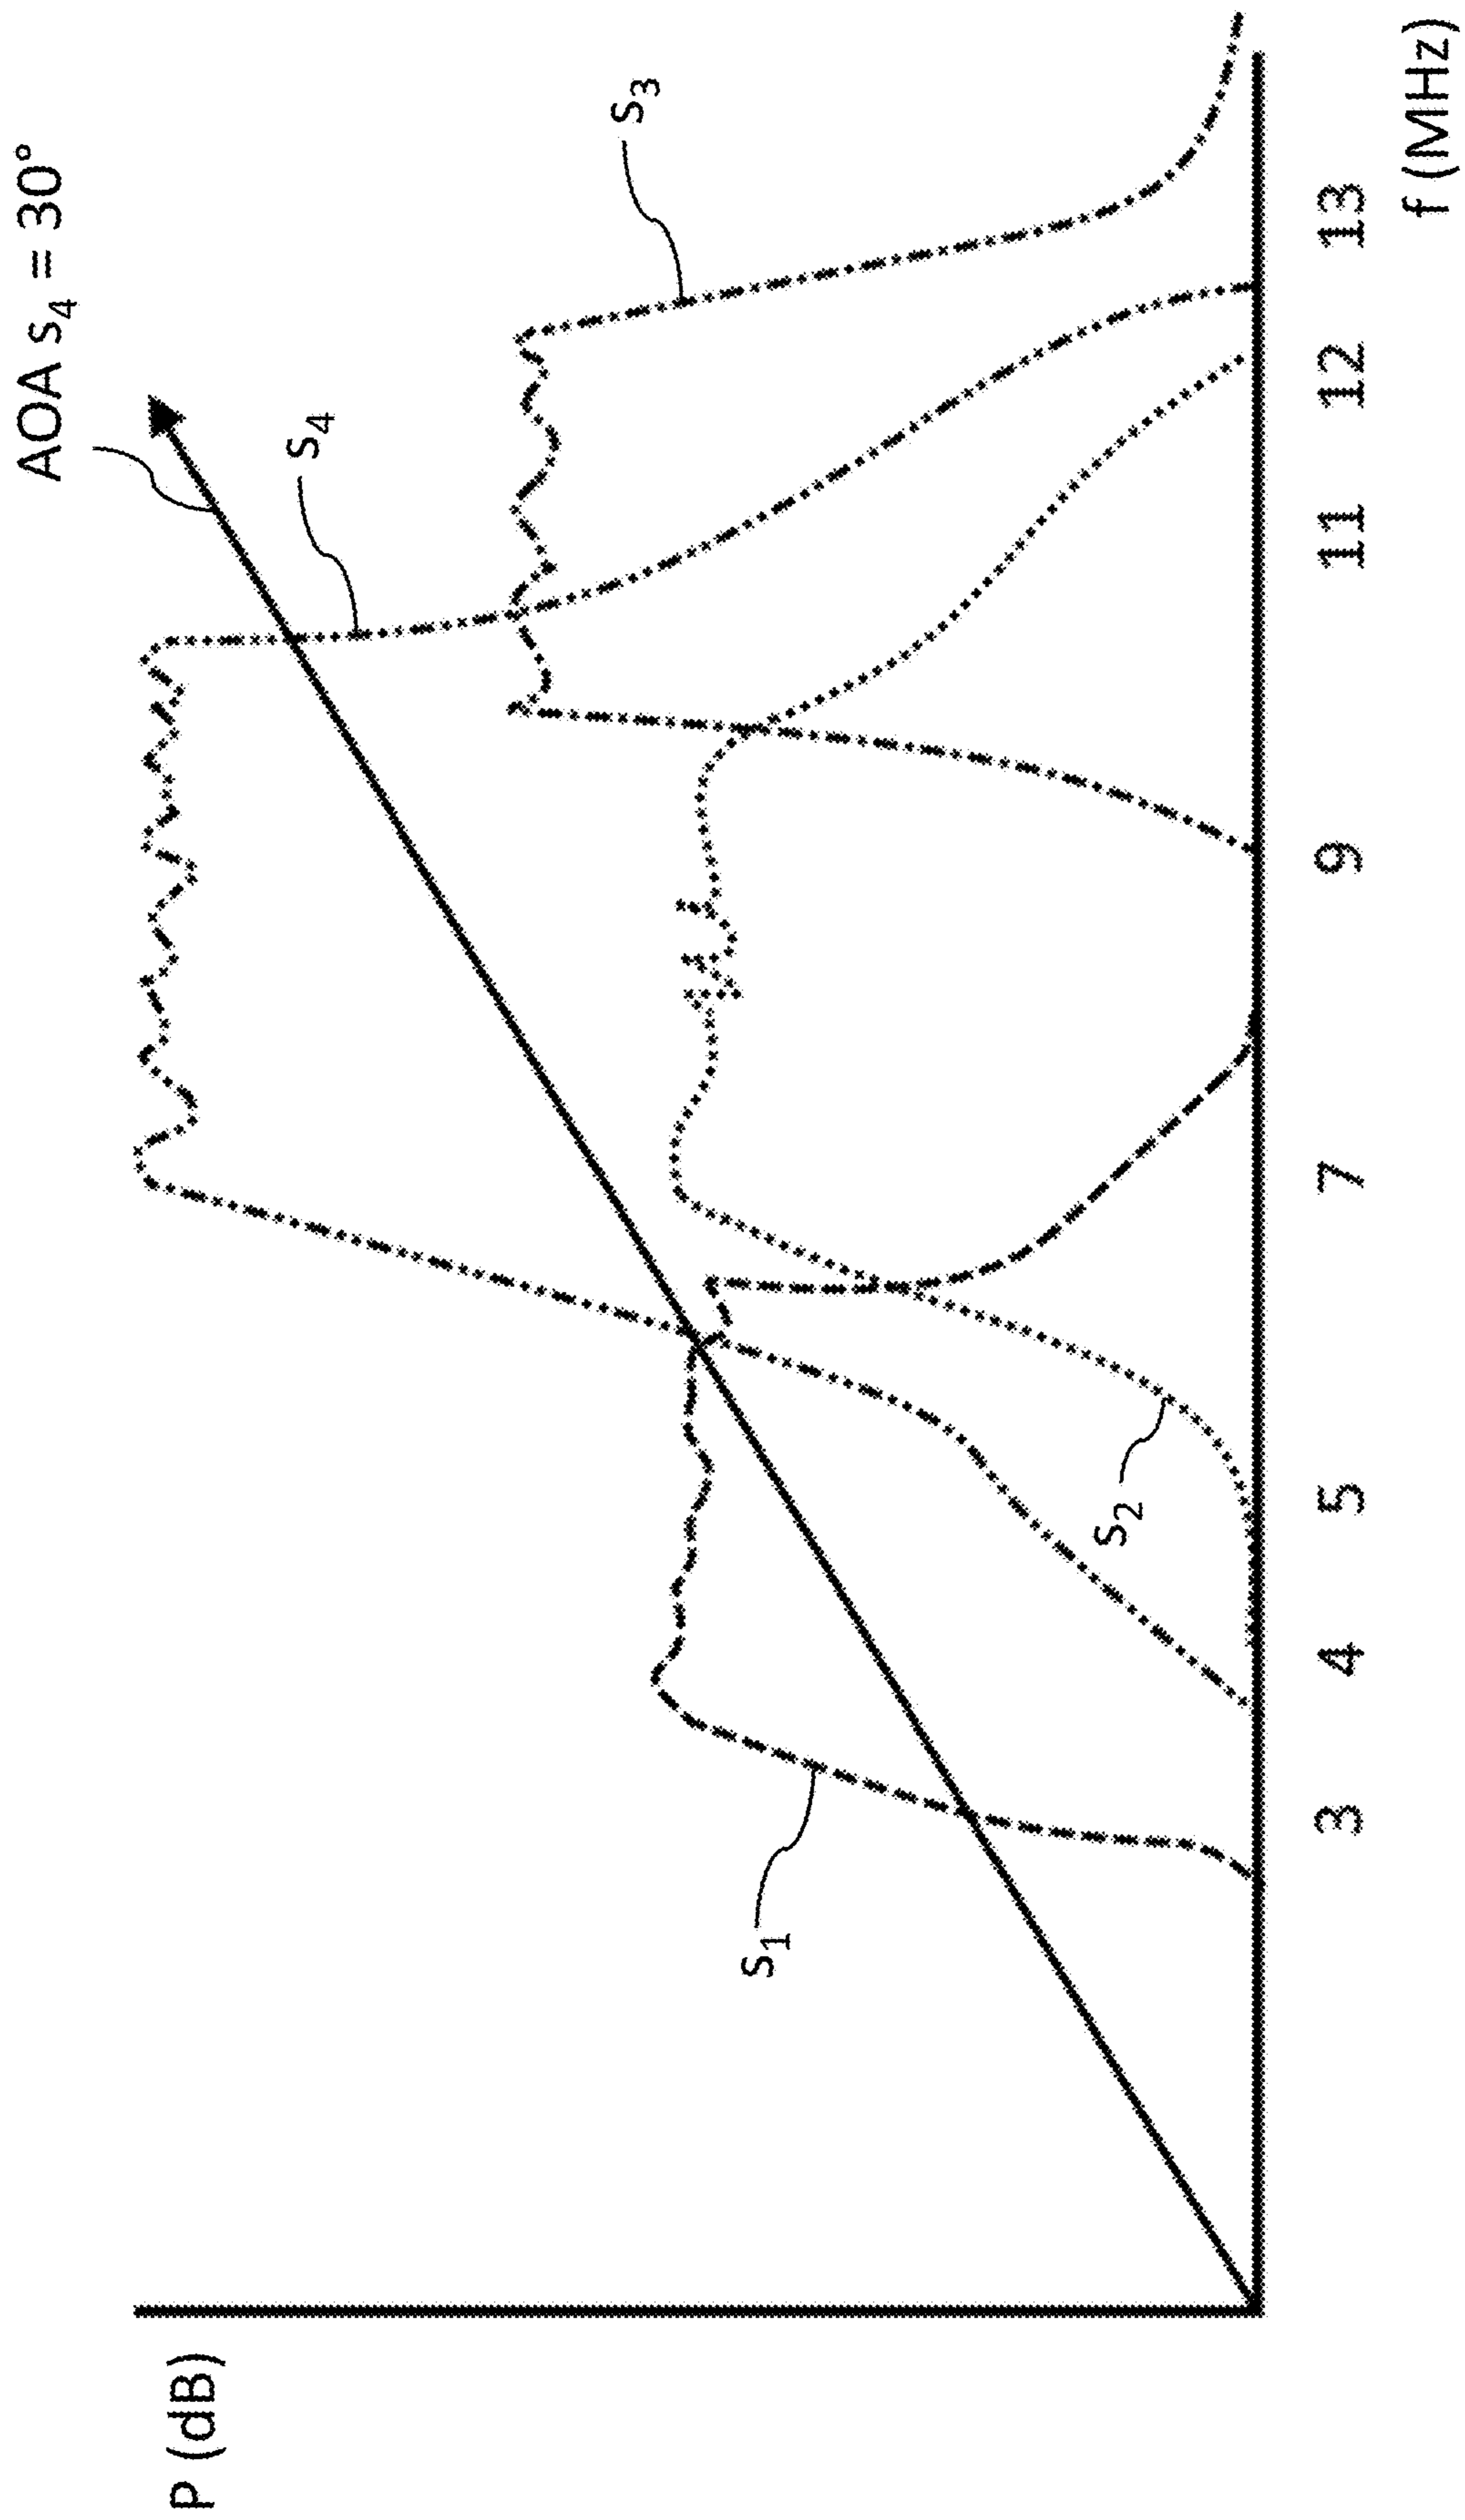 P (dB)
AOA s₄ = 30°
s₄
s₃
s₁
s₂
3 4 5 7 9 11 12 13
f (MHz)